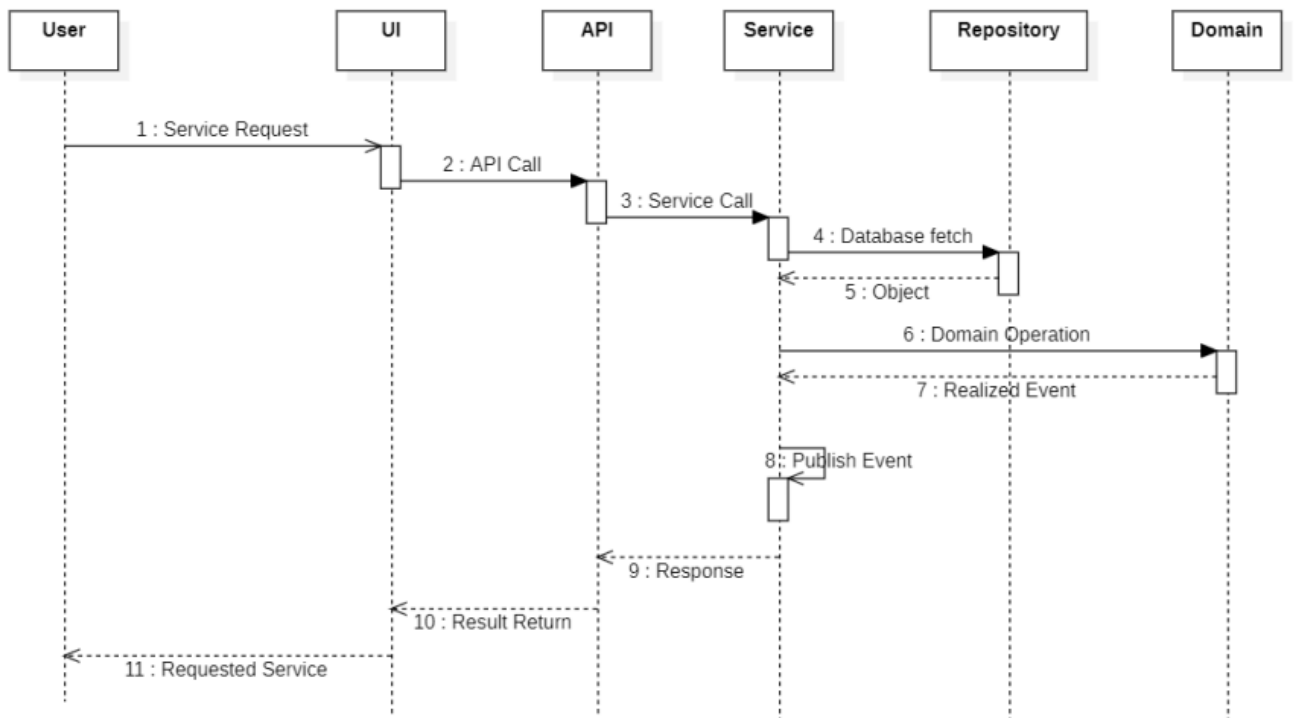 User
UI
API
Service
Repository
Domain
1 : Service Request
2 : API Call
3 : Service Call
4 : Database fetch
5 : Object
6 : Domain Operation
7 : Realized Event
8 : Publish Event
9 : Response
10 : Result Return
11 : Requested Service